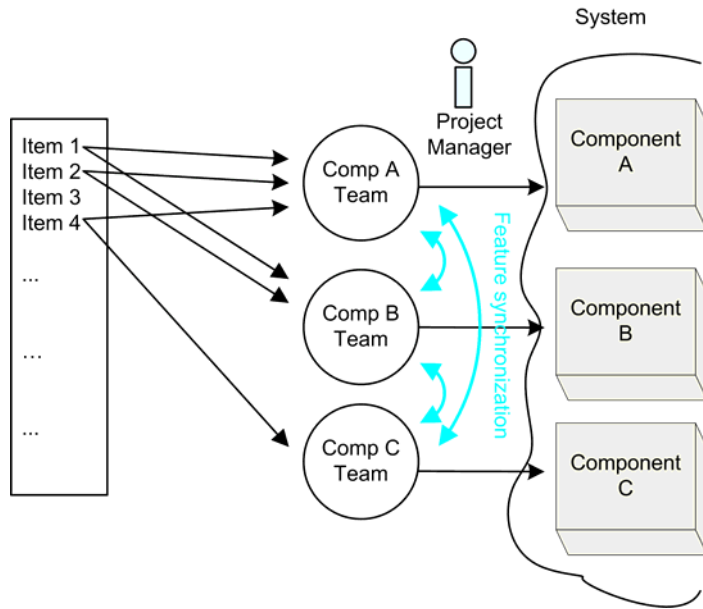 System
Project
Manager
Item 1
Item 2
Item 3
Item 4
...
...
...
Comp A
Team
Comp B
Team
Comp C
Team
Feature synchronization
Component
A
Component
B
Component
C